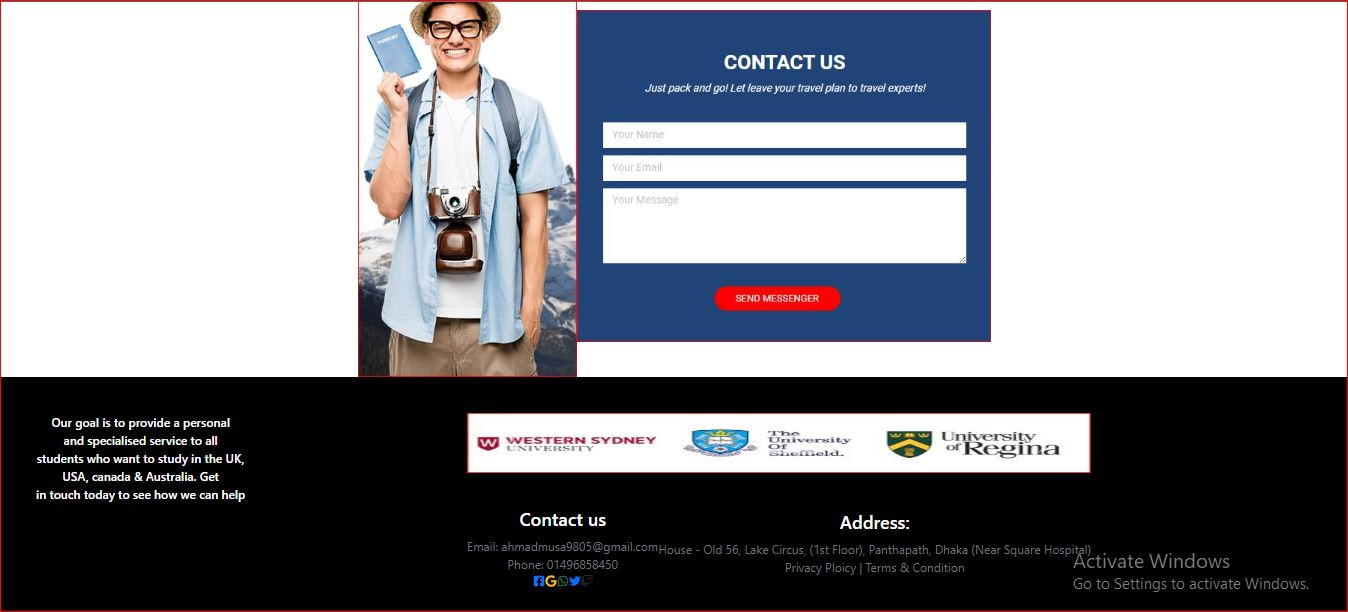 PASSPORT
CONTACT US
Just pack and go! Let leave your travel plan to travel experts!
Your Name
Your Email
Your Message
SEND MESSENGER
Our goal is to provide a personal
and specialised service to all
students who want to study in the UK,
USA, canada & Australia. Get
in touch today to see how we can help
W WESTERN SYDNEY
UNIVERSITY
The
University
Of
Sheffield.
University
of Regina
Contact us
Email: ahmadmusa9805@gmail.com
Phone: 01496858450
Address:
House - Old 56, Lake Circus, (1st Floor), Panthapath, Dhaka (Near Square Hospital)
Privacy Ploicy | Terms & Condition
Activate Windows
Go to Settings to activate Windows.